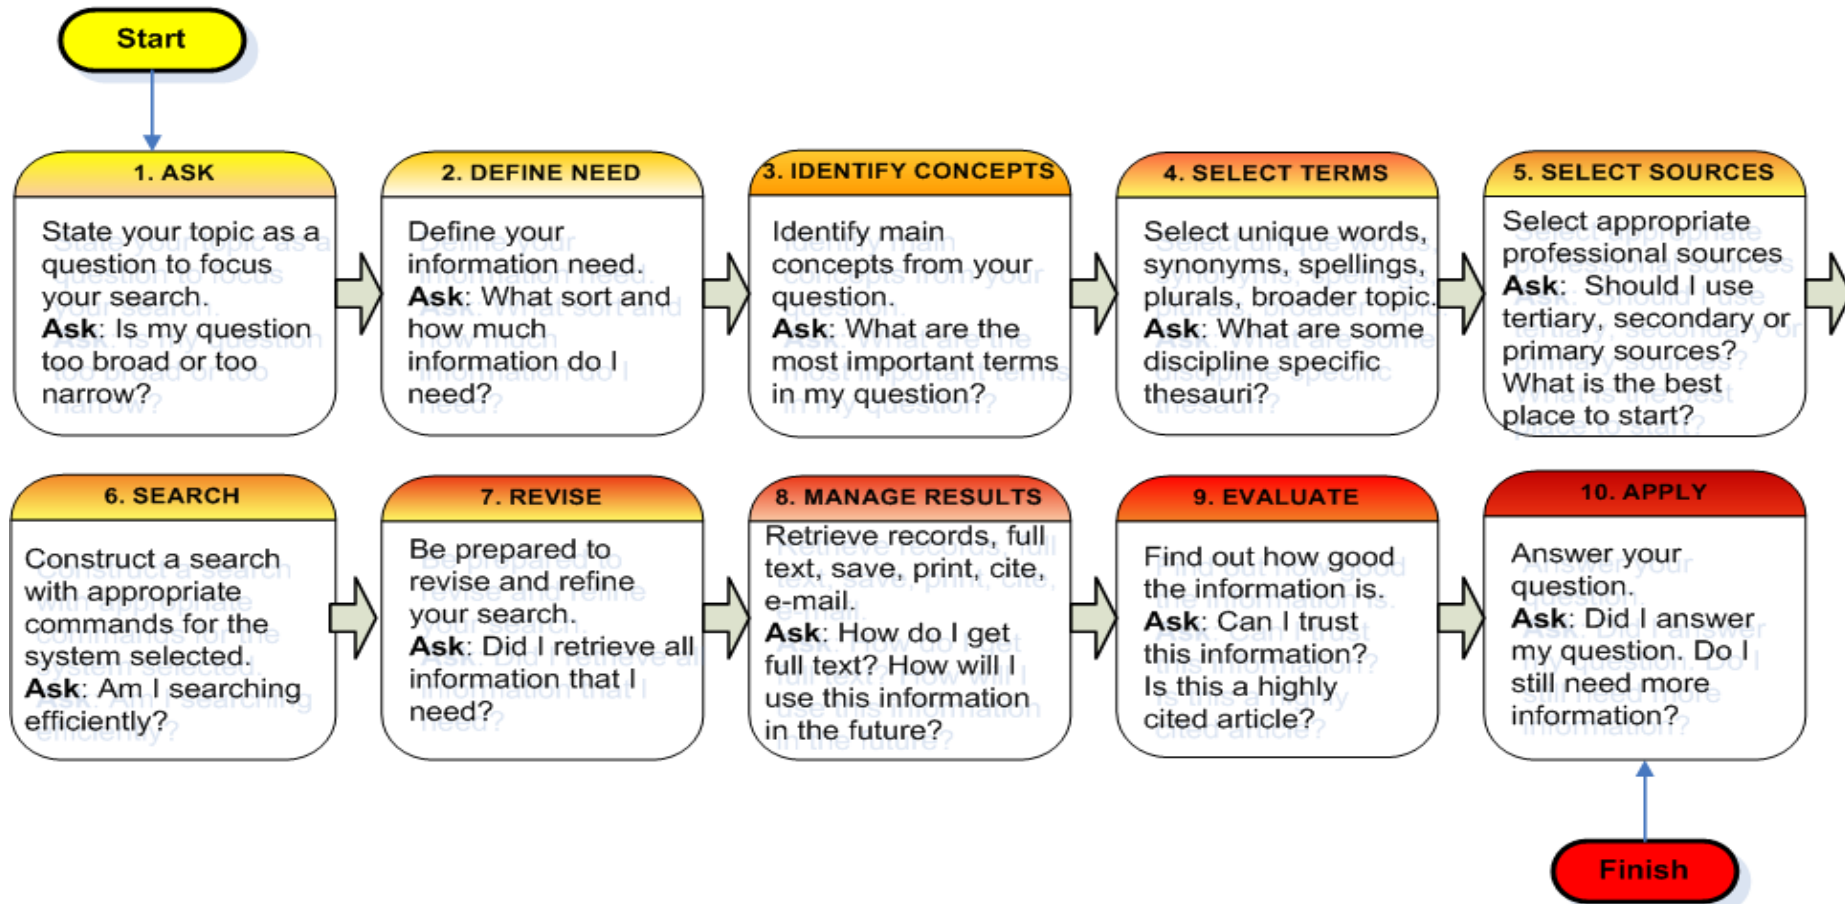 Start
1. ASK
State your topic as a
question to focus
your search.
Ask: Is my question
too broad or too
narrow?
2. DEFINE NEED
Define your
information need.
Ask: What sort and
how much
information do I
need?
3. IDENTIFY CONCEPTS
Identify main
concepts from your
question.
Ask: What are the
most important terms
in my question?
4. SELECT TERMS
Select unique words,
synonyms, spellings,
plurals, broader topic.
Ask: What are some
discipline specific
thesauri?
5. SELECT SOURCES
Select appropriate
professional sources
Ask: Should I use
tertiary, secondary or
primary sources?
What is the best
place to start?
6. SEARCH
Construct a search
with appropriate
commands for the
system selected.
Ask: Am I searching
efficiently?
7. REVISE
Be prepared to
revise and refine
your search.
Ask: Did I retrieve all
information that I
need?
8. MANAGE RESULTS
Retrieve records, full
text, save, print, cite,
e-mail.
Ask: How do I get
full text? How will I
use this information
in the future?
9. EVALUATE
Find out how good
the information is.
Ask: Can I trust
this information?
Is this a highly
cited article?
10. APPLY
Answer your
question.
Ask: Did I answer
my question. Do I
still need more
information?
Finish